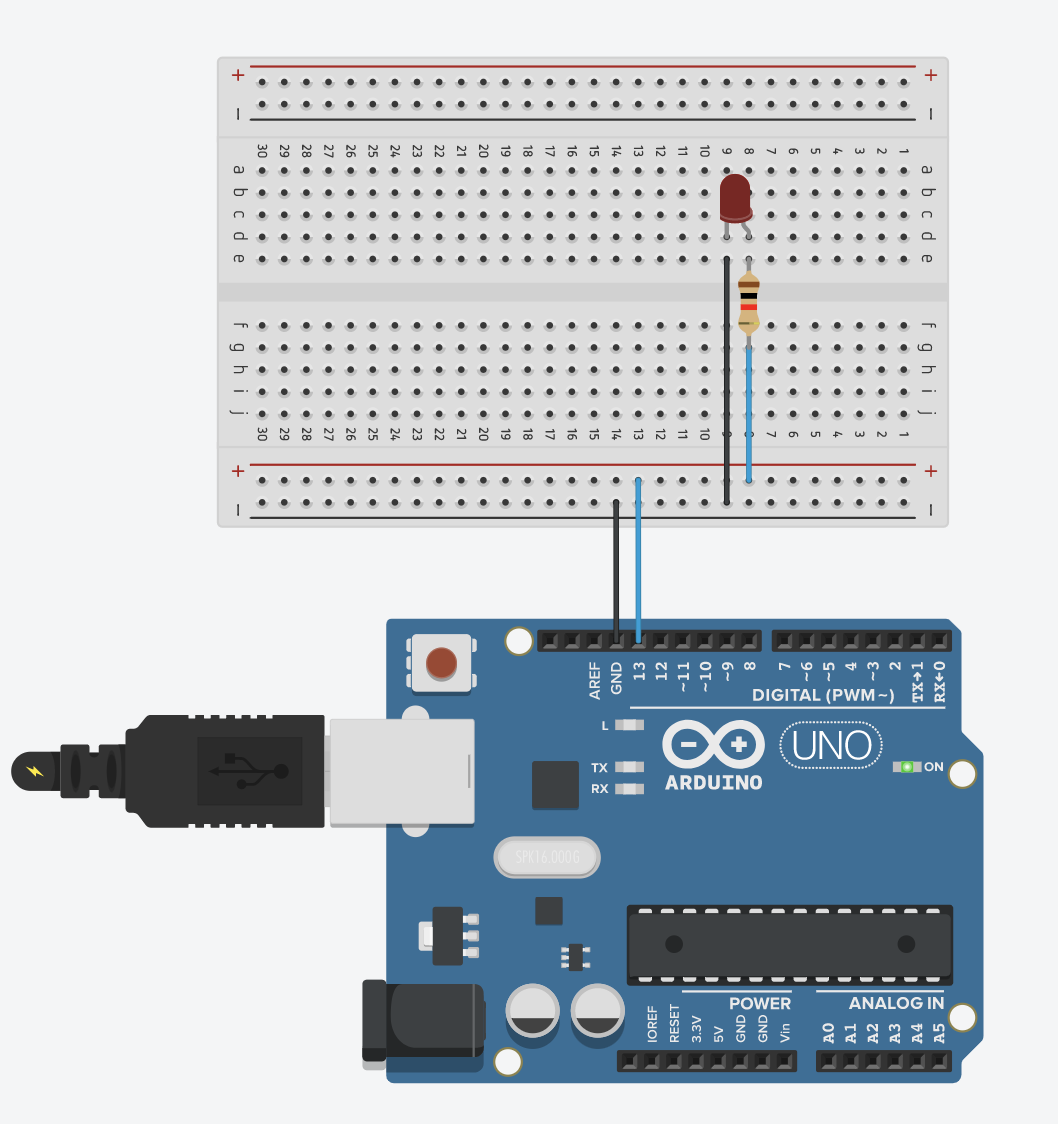 + +
− −
30 29 28 27 26 25 24 23 22 21 20 19 18 17 16 15 14 13 12 11 10 9 8 7 6 5 4 3 2 1
a a
b b
c c
d d
e e
f f
g g
h h
i i
j j
30 29 28 27 26 25 24 23 22 21 20 19 18 17 16 15 14 13 12 11 10 9 8 7 6 5 4 3 2 1
+ +
− −
AREF GND 13 12 ~11 ~10 ~9 8 7 ~6 ~5 4 ~3 2 TX→1 RX←0
DIGITAL (PWM~)
L
TX
RX
ARDUINO
UNO
ON
SPK16.000G
POWER
ANALOG IN
IOREF RESET 3.3V 5V GND GND Vin A0 A1 A2 A3 A4 A5